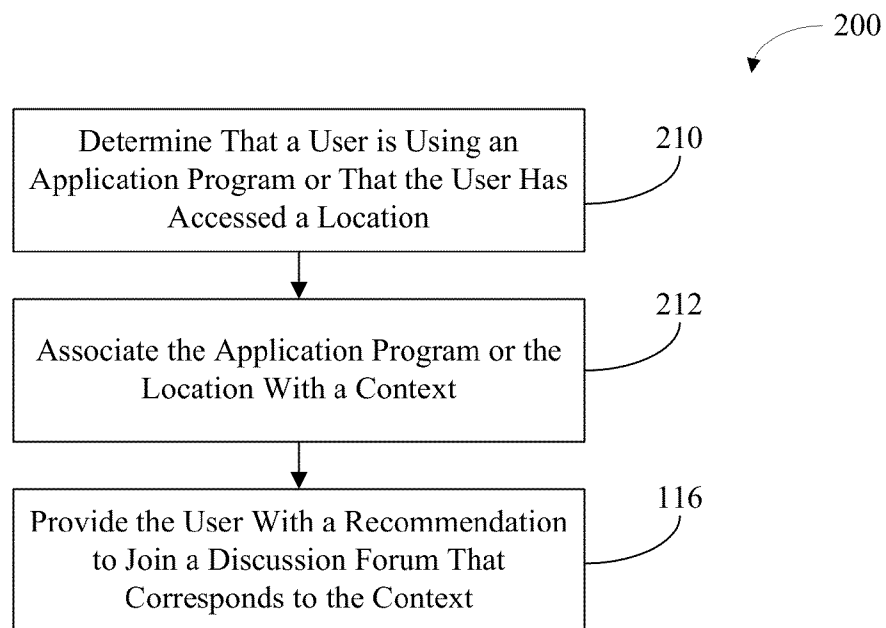 200
Determine That a User is Using an
Application Program or That the User Has
Accessed a Location
210
Associate the Application Program or the
Location With a Context
212
Provide the User With a Recommendation
to Join a Discussion Forum That
Corresponds to the Context
116